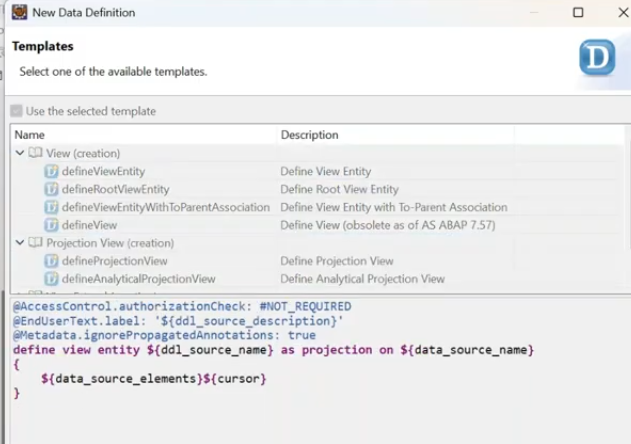 New Data Definition
Templates
Select one of the available templates.
D
Use the selected template
Name Description
View (creation)
defineViewEntity Define View Entity
defineRootViewEntity Define Root View Entity
defineViewEntityWithToParentAssociation Define View Entity with To-Parent Association
defineView Define View (obsolete as of AS ABAP 7.57)
Projection View (creation)
defineProjectionView Define Projection View
defineAnalyticalProjectionView Define Analytical Projection View
@AccessControl.authorizationCheck: #NOT_REQUIRED
@EndUserText.label: '${ddl_source_description}'
@Metadata.ignorePropagatedAnnotations: true
define view entity ${ddl_source_name} as projection on ${data_source_name}
{
${data_source_elements}${cursor}
}